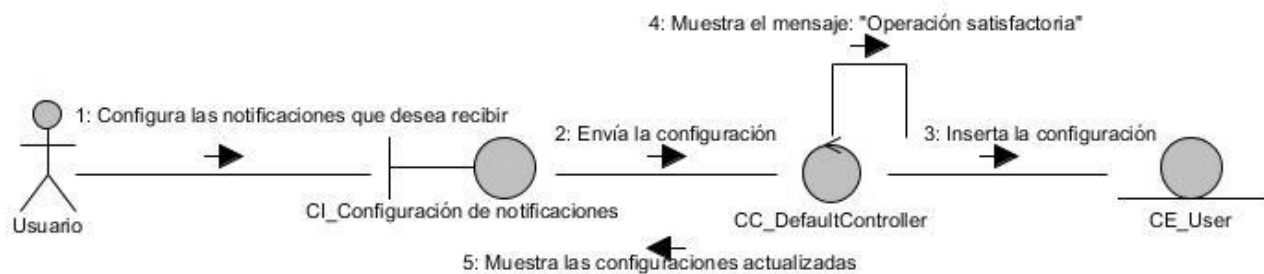 4: Muestra el mensaje: "Operación satisfactoria"
1: Configura las notificaciones que desea recibir
2: Envía la configuración
3: Inserta la configuración
Usuario
CI_Configuración de notificaciones
CC_DefaultController
CE_User
5: Muestra las configuraciones actualizadas